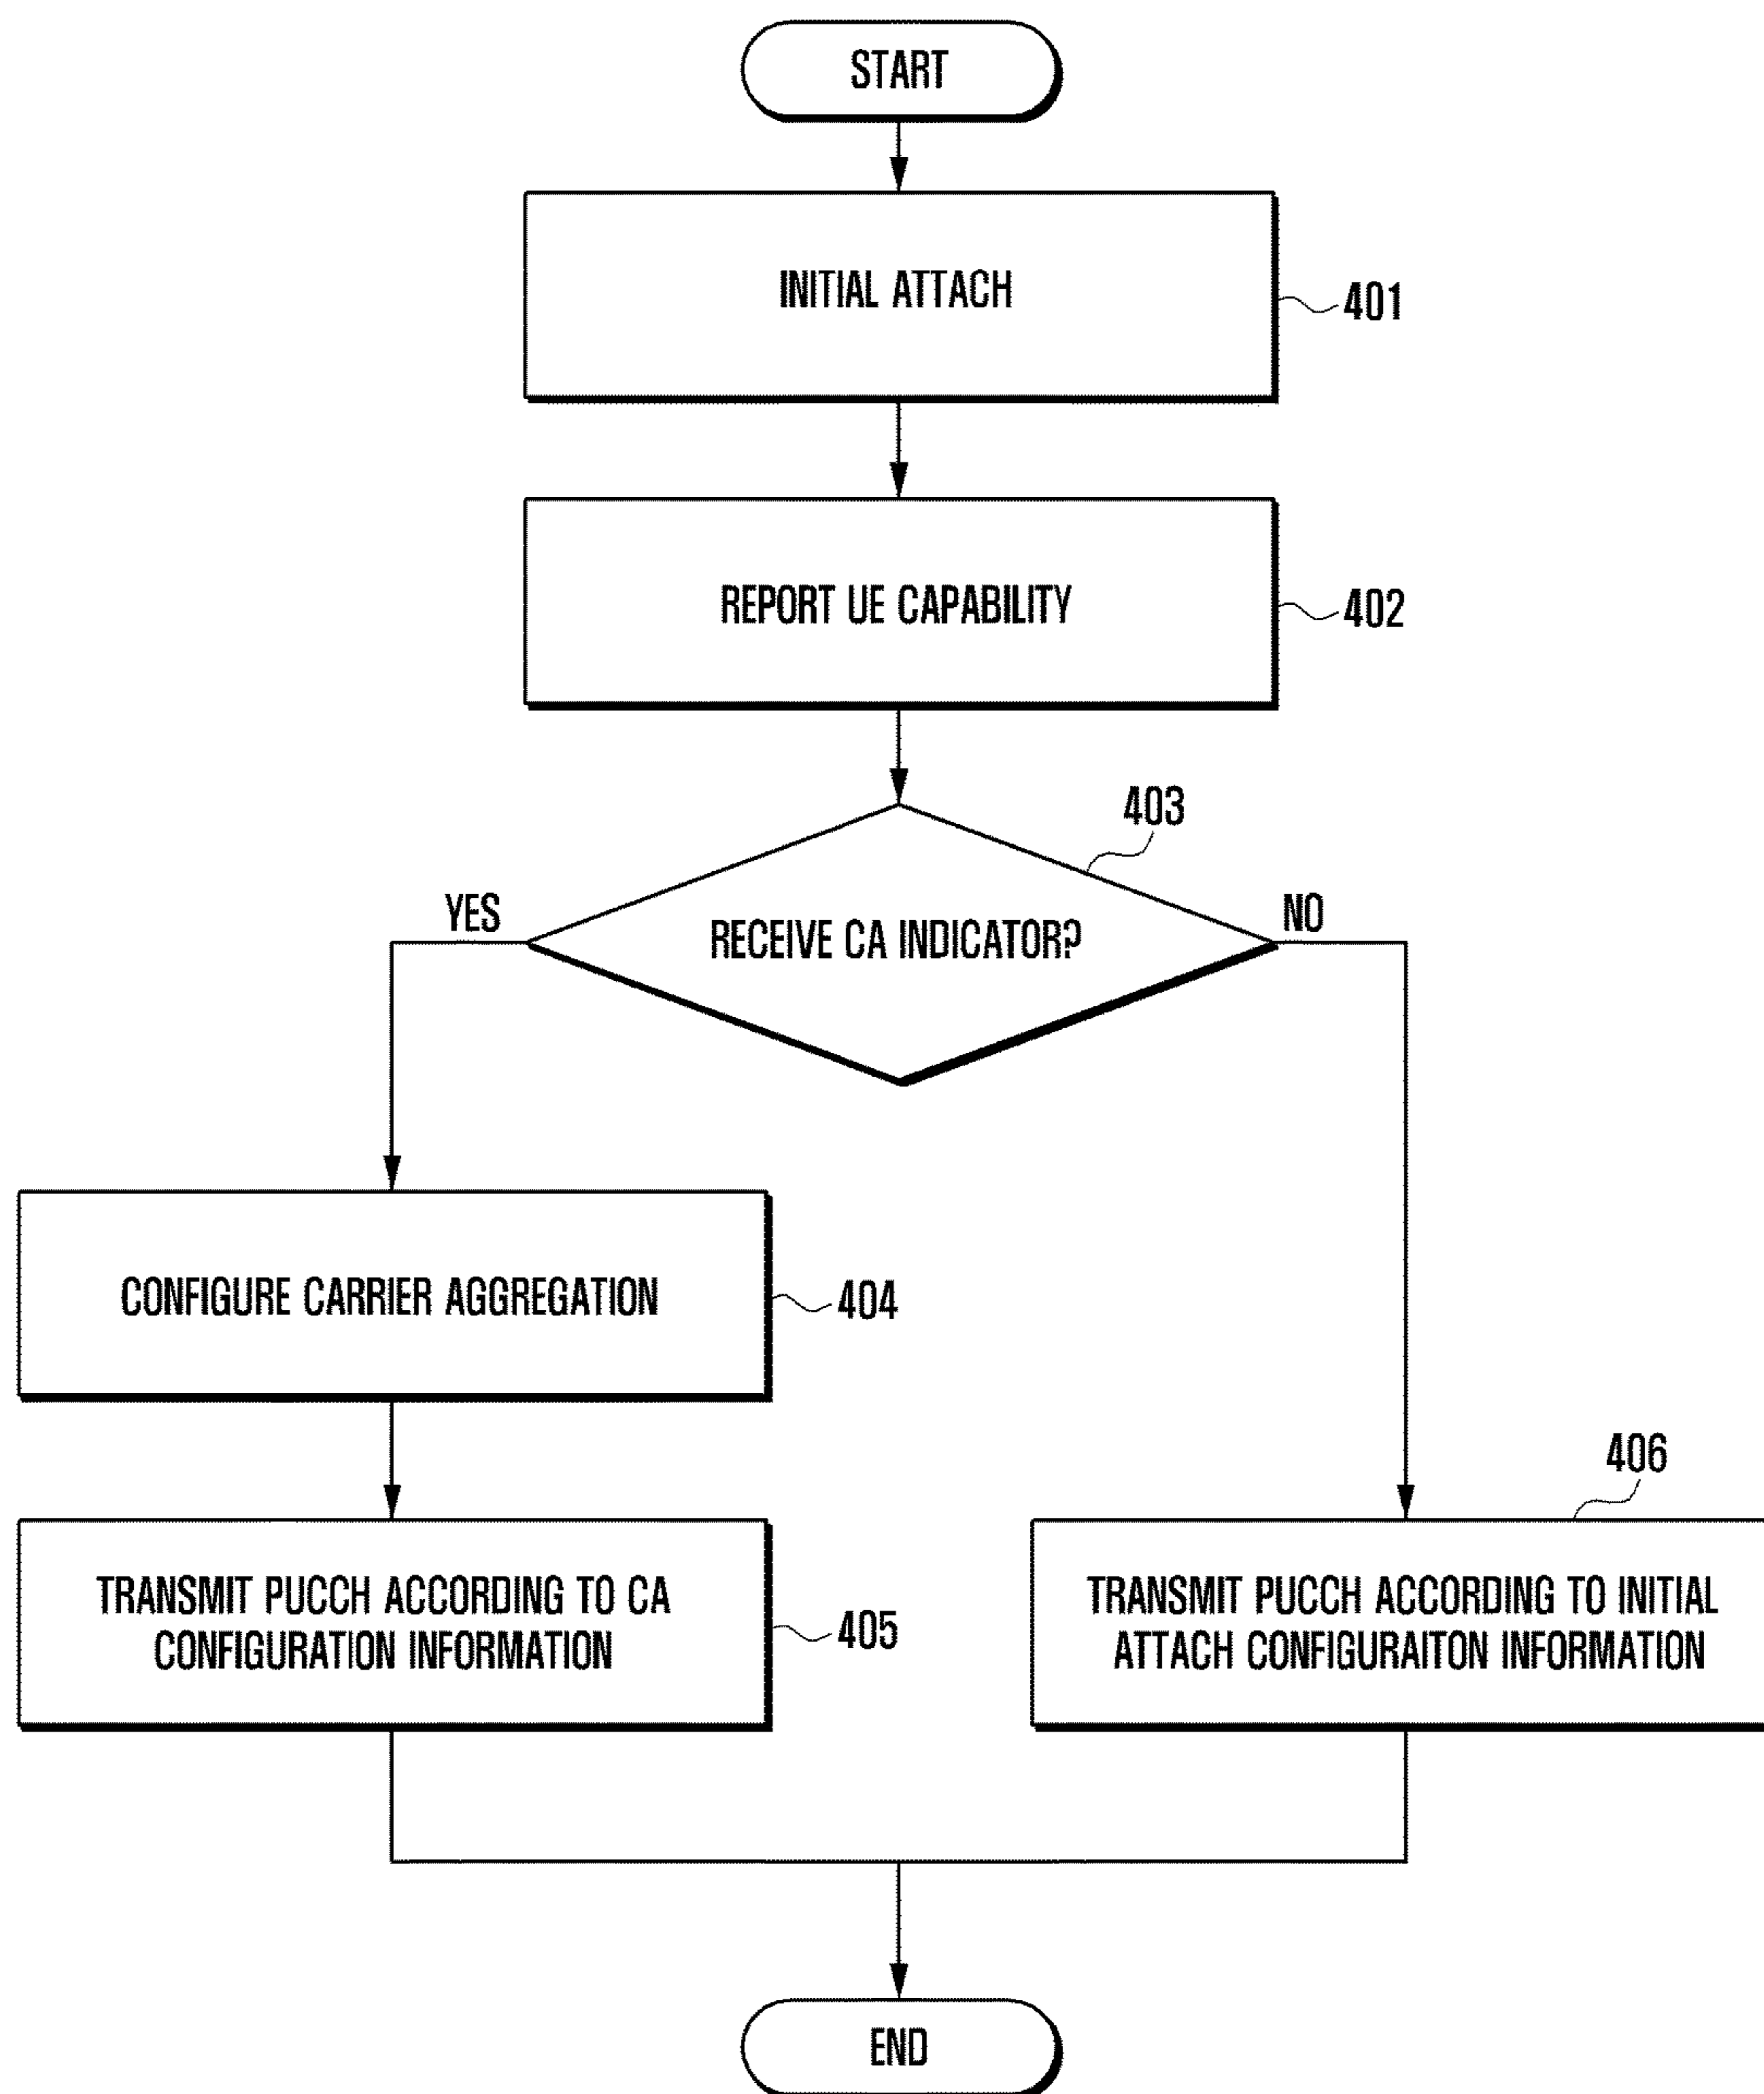 START
INITIAL ATTACH
401
REPORT UE CAPABILITY
402
403
YES
RECEIVE CA INDICATOR?
NO
CONFIGURE CARRIER AGGREGATION
404
406
TRANSMIT PUCCH ACCORDING TO CA
CONFIGURATION INFORMATION
405
TRANSMIT PUCCH ACCORDING TO INITIAL
ATTACH CONFIGURAITON INFORMATION
END